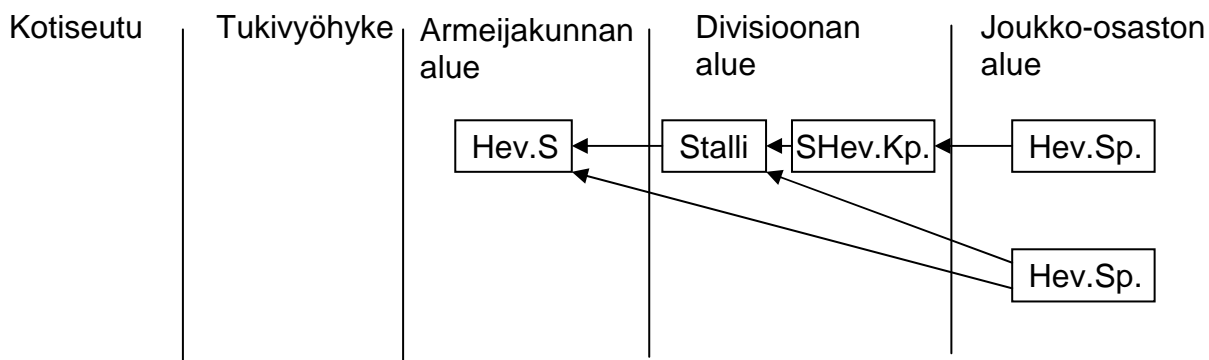 Kotiseutu
Tukivyöhyke
Armeijakunnan
alue
Divisioonan
alue
Joukko-osaston
alue
Hev.S
Stalli
SHev.Kp.
Hev.Sp.
Hev.Sp.